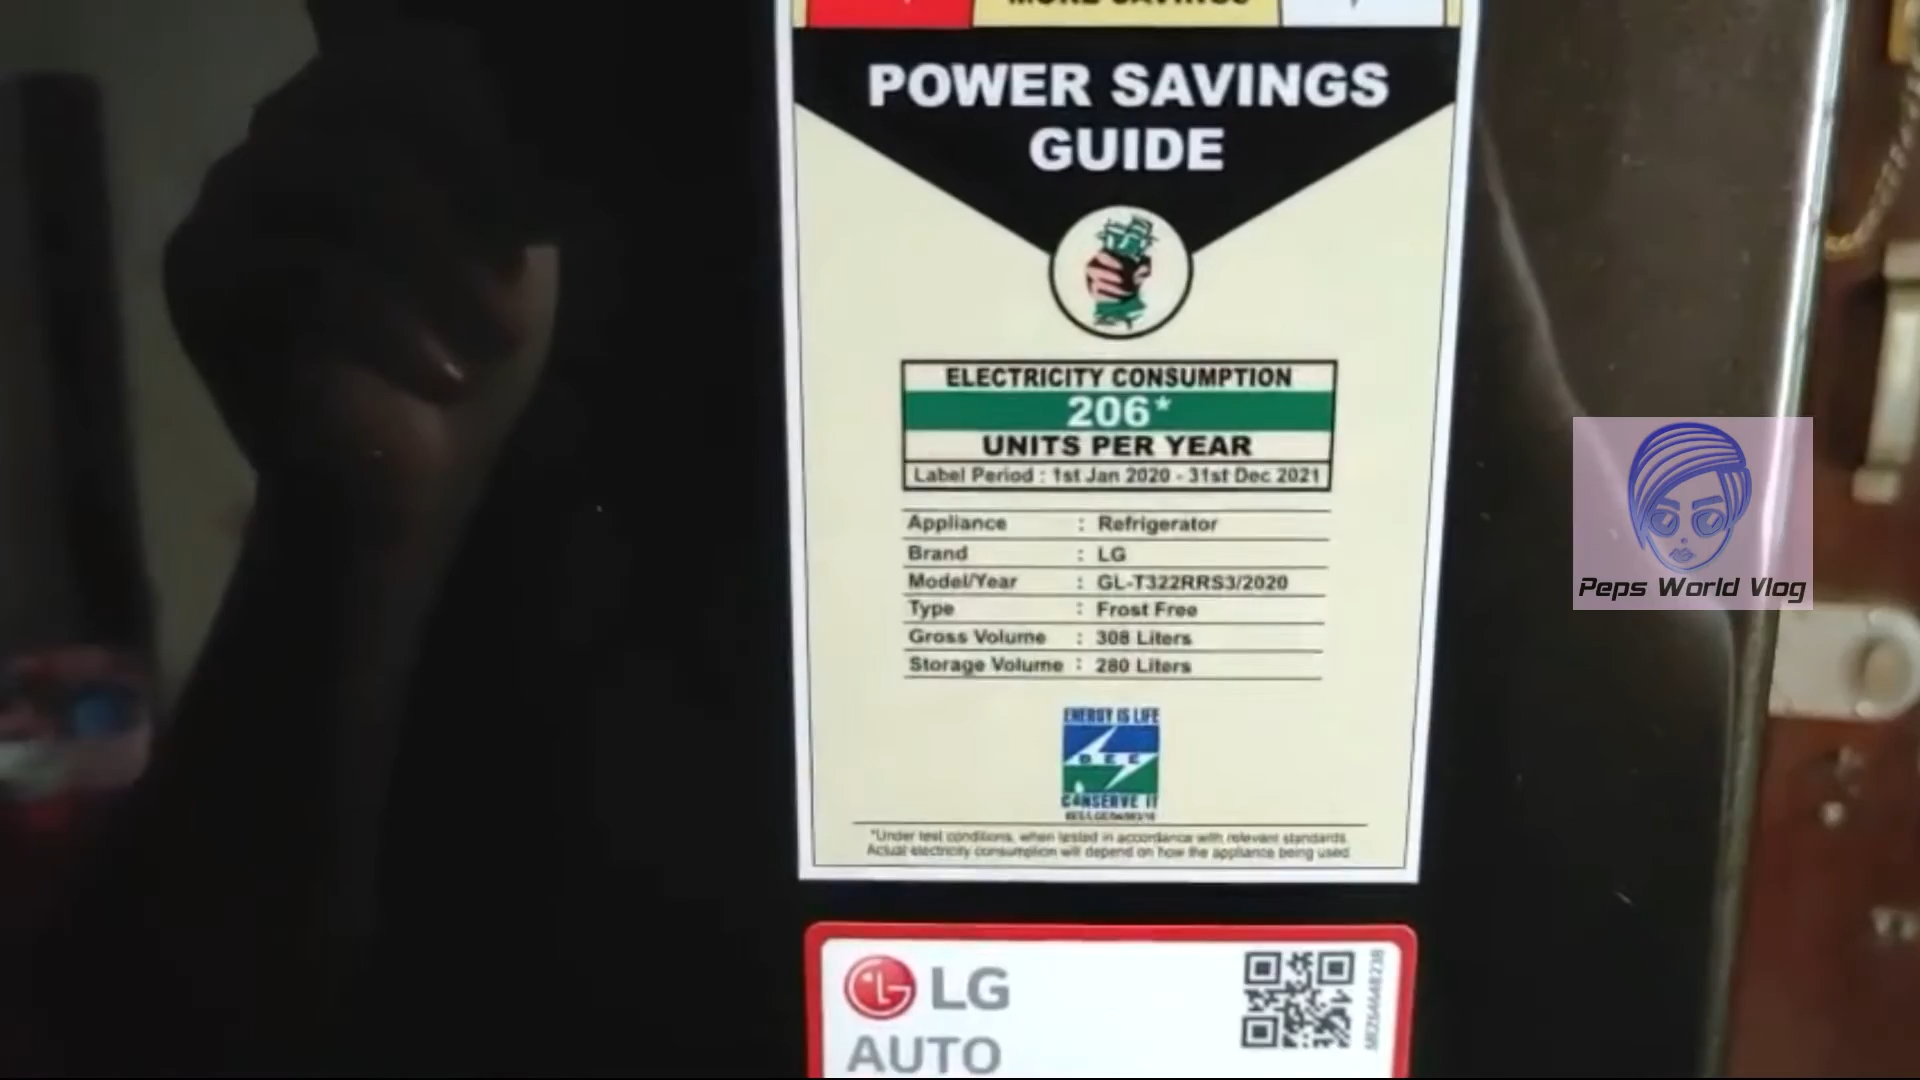 MORE SAVINGS
POWER SAVINGS
GUIDE
ELECTRICITY CONSUMPTION
206*
UNITS PER YEAR
Label Period : 1st Jan 2020 - 31st Dec 2021
Appliance : Refrigerator
Brand : LG
Model/Year : GL-T322RRS3/2020
Type : Frost Free
Gross Volume : 308 Liters
Storage Volume : 280 Liters
ENERGY IS LIFE
BEE
CONSERVE IT
*Under test conditions, when tested in accordance with relevant standards.
Actual electricity consumption will depend on how the appliance being used
LG
AUTO
Peps World Vlog